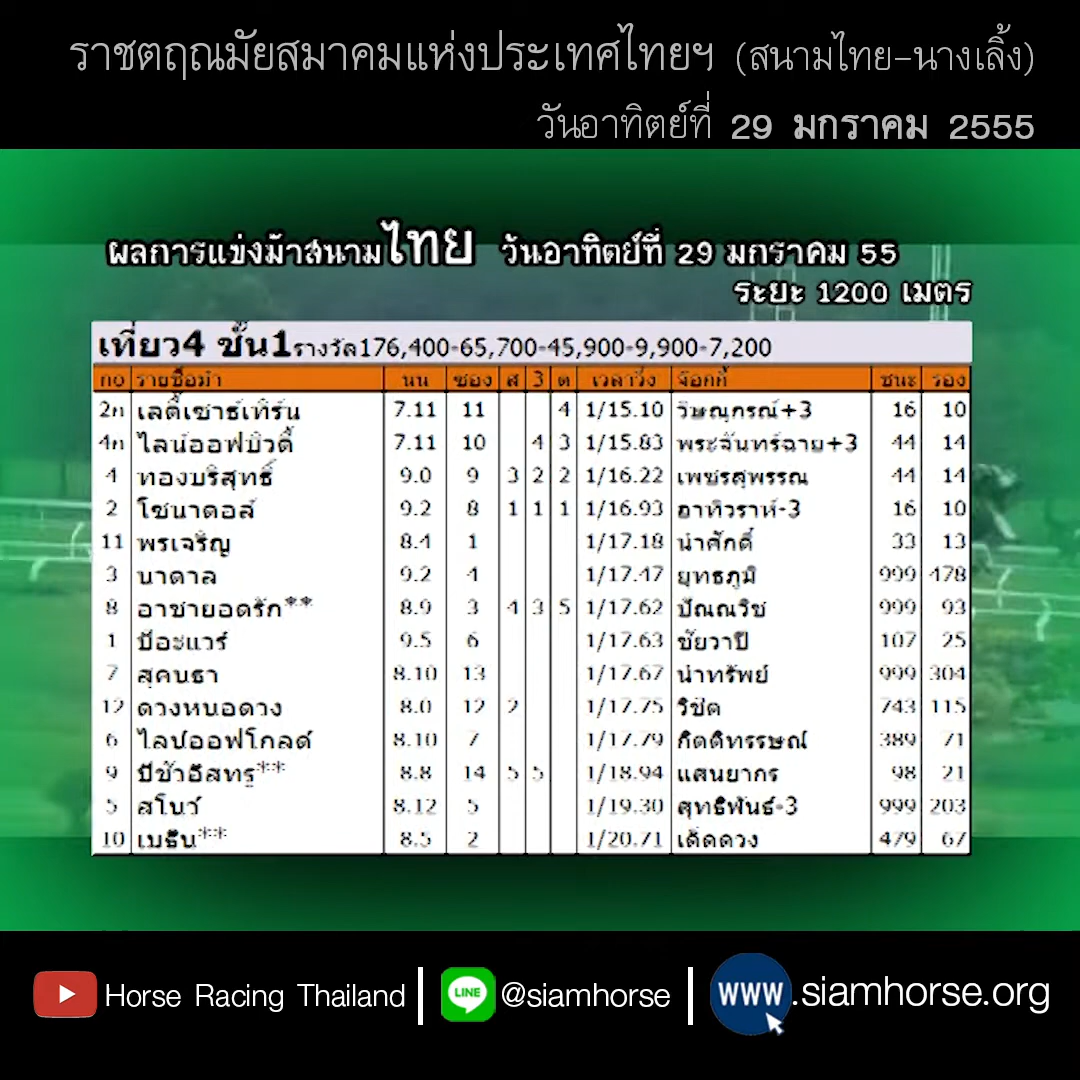 ราชตฤณมัยสมาคมแห่งประเทศไทยฯ (สนามไทย-นางเลิ้ง)
วันอาทิตย์ที่ 29 มกราคม 2555
ผลการแข่งม้าสนามไทย วันอาทิตย์ที่ 29 มกราคม 55
ระยะ 1200 เมตร
เที่ยว4 ชั้น1รางวัล176,400-65,700-45,900-9,900-7,200
no รายชื่อม้า นน ช่อง ส 3 ต เวลาวิ่ง จ๊อกกี้ ชนะ รอง
2ก เลดี้เซาธ์เทิร์น 7.11 11 4 1/15.10 วิษณุกรณ์+3 16 10
4ก ไลน์ออฟบิวตี้ 7.11 10 4 3 1/15.83 พระจันทร์ฉาย+3 44 14
4 ทองบริสุทธิ์ 9.0 9 3 2 2 1/16.22 เพชรสุพรรณ 44 14
2 โซนาตอล์ 9.2 8 1 1 1 1/16.93 อาทิวราห์-3 16 10
11 พรเจริญ 8.4 1 1/17.18 นำศักดิ์ 33 13
3 นาตาล 9.2 4 1/17.47 ยุทธภูมิ 999 478
8 อาชายอดรัก** 8.9 3 4 3 5 1/17.62 ปัณณวิช 999 93
1 บีอะแวร์ 9.5 6 1/17.63 ชัยวาปี 107 25
7 สุคนธา 8.10 13 1/17.67 นำทรัพย์ 999 304
12 ดวงหนอดวง 8.0 12 2 1/17.75 วิชิต 743 115
6 ไลน์ออฟโกลด์ 8.10 7 1/17.79 กิตติทรรษณ์ 389 71
9 บีช้าอีสทรู** 8.8 14 5 5 1/18.94 แสนยากร 98 21
5 สโนว์ 8.12 5 1/19.30 สุทธิพันธ์-3 999 203
10 เบธีน** 8.5 2 1/20.71 เด็ดดวง 479 67
Horse Racing Thailand LINE @siamhorse www.siamhorse.org